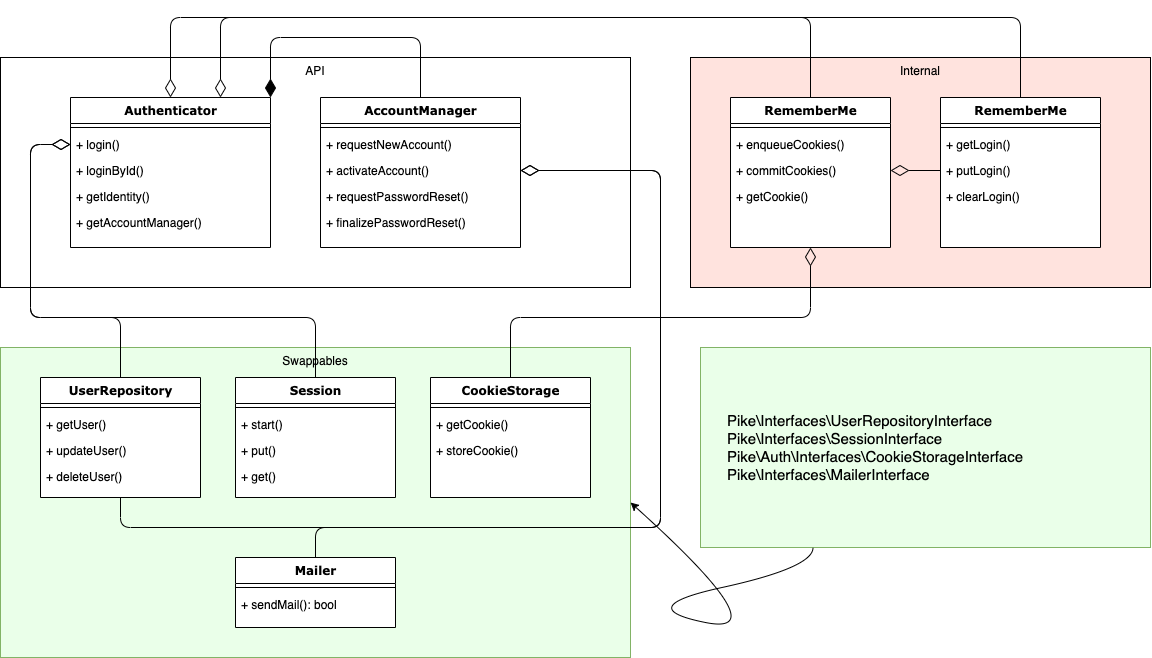 API
Authenticator
+ login()
+ loginById()
+ getIdentity()
+ getAccountManager()
AccountManager
+ requestNewAccount()
+ activateAccount()
+ requestPasswordReset()
+ finalizePasswordReset()
Internal
RememberMe
+ enqueueCookies()
+ commitCookies()
+ getCookie()
RememberMe
+ getLogin()
+ putLogin()
+ clearLogin()
Swappables
UserRepository
+ getUser()
+ updateUser()
+ deleteUser()
Session
+ start()
+ put()
+ get()
CookieStorage
+ getCookie()
+ storeCookie()
Mailer
+ sendMail(): bool
Pike\Interfaces\UserRepositoryInterface
Pike\Interfaces\SessionInterface
Pike\Auth\Interfaces\CookieStorageInterface
Pike\Interfaces\MailerInterface